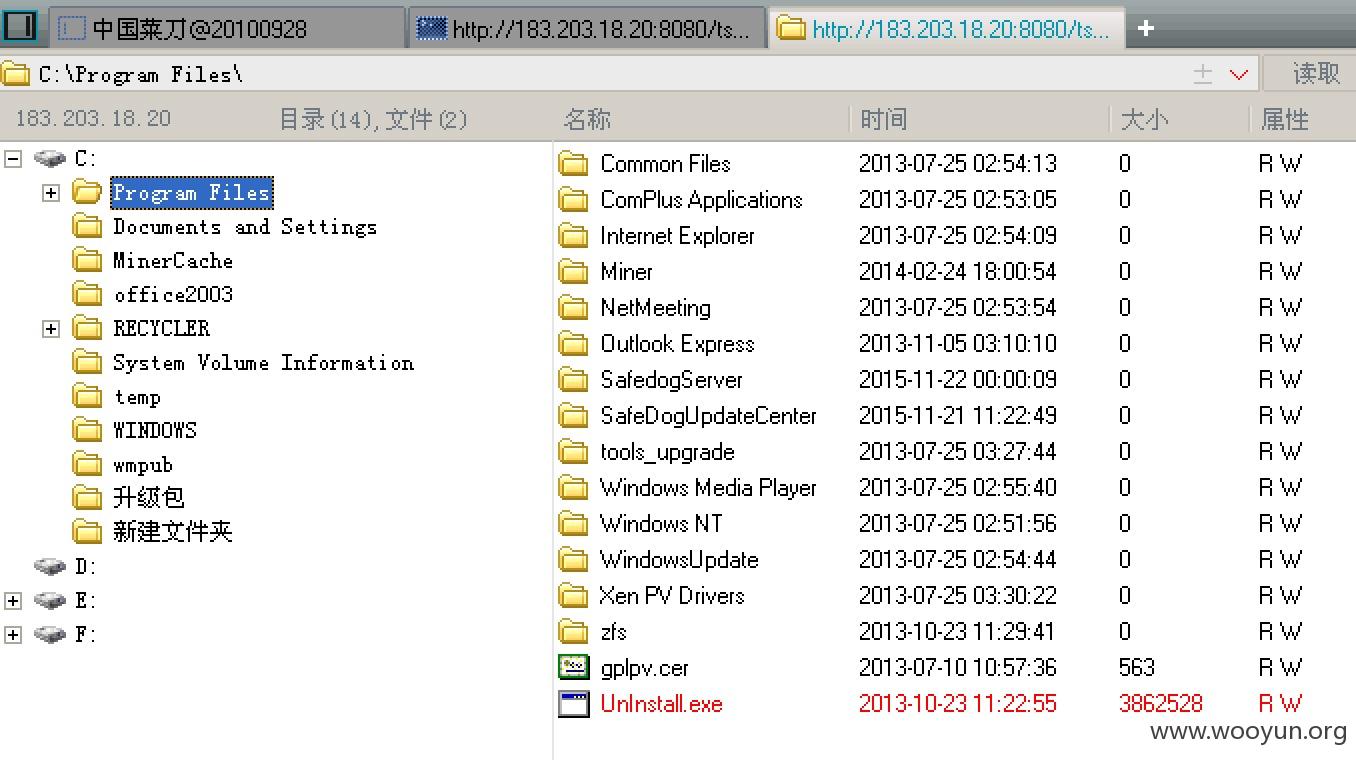 中国菜刀@20100928 http://183.203.18.20:8080/ts... http://183.203.18.20:8080/ts... +
C:\Program Files\ 读取
183.203.18.20 目录(14),文件(2) 名称 时间 大小 属性
C:
Program Files
Documents and Settings
MinerCache
office2003
RECYCLER
System Volume Information
temp
WINDOWS
wmpub
升级包
新建文件夹
D:
E:
F:
Common Files 2013-07-25 02:54:13 0 R W
ComPlus Applications 2013-07-25 02:53:05 0 R W
Internet Explorer 2013-07-25 02:54:09 0 R W
Miner 2014-02-24 18:00:54 0 R W
NetMeeting 2013-07-25 02:53:54 0 R W
Outlook Express 2013-11-05 03:10:10 0 R W
SafedogServer 2015-11-22 00:00:09 0 R W
SafeDogUpdateCenter 2015-11-21 11:22:49 0 R W
tools_upgrade 2013-07-25 03:27:44 0 R W
Windows Media Player 2013-07-25 02:55:40 0 R W
Windows NT 2013-07-25 02:51:56 0 R W
WindowsUpdate 2013-07-25 02:54:44 0 R W
Xen PV Drivers 2013-07-25 03:30:22 0 R W
zfs 2013-10-23 11:29:41 0 R W
gplpv.cer 2013-07-10 10:57:36 563 R W
UnInstall.exe 2013-10-23 11:22:55 3862528 R W
www.wooyun.org